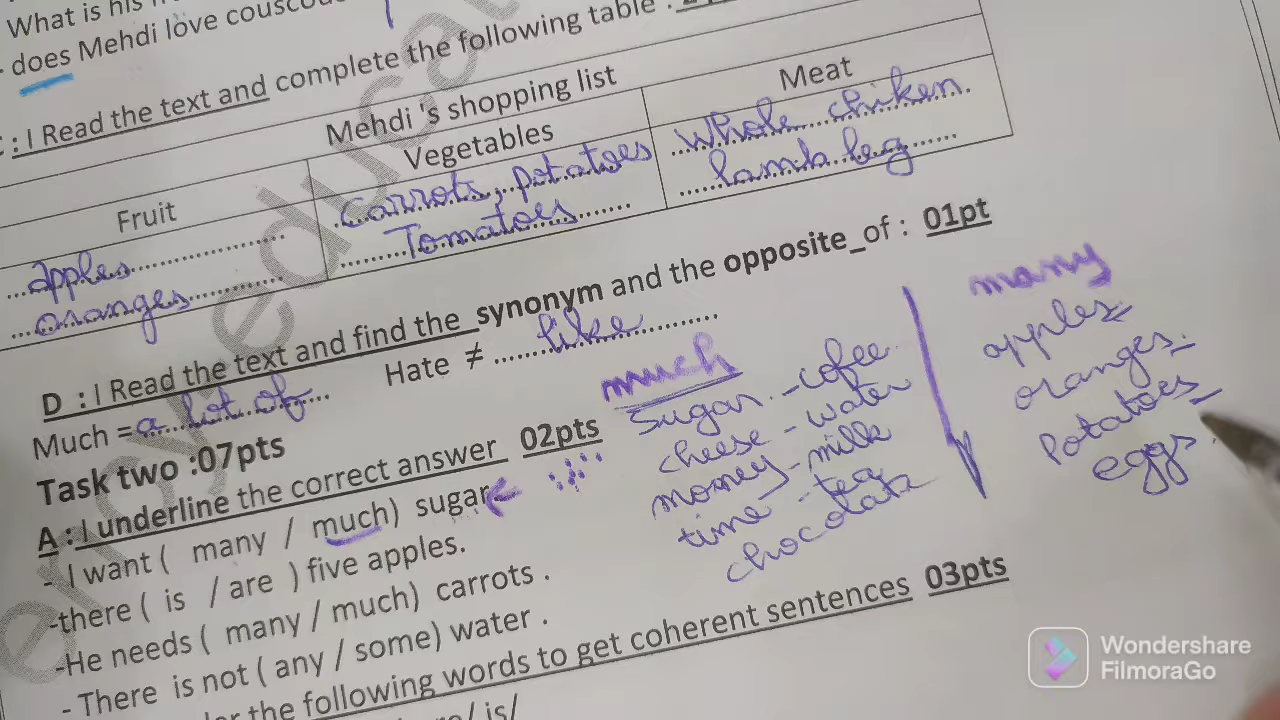 What is his
- does Mehdi love couscous
: I Read the text and complete the following table :
Mehdi 's shopping list
Fruit
Vegetables
Meat
apples
oranges
Carrots, potatoes
Tomatoes
Whole chiken
lamb leg
D : I Read the text and find the synonym and the opposite of : 01pt
Much = a lot of
Hate ≠ like
Task two :07pts
A : I underline the correct answer 02pts
- I want ( many / much) sugar
-there ( is / are ) five apples.
-He needs ( many / much) carrots .
- There is not ( any / some) water .
the following words to get coherent sentences 03pts
/ is/
much
Sugar - cofee
cheese - water
money - milk
time - tea
chocolate
many
apples
oranges
Potatoes
eggs
Wondershare
FilmoraGo